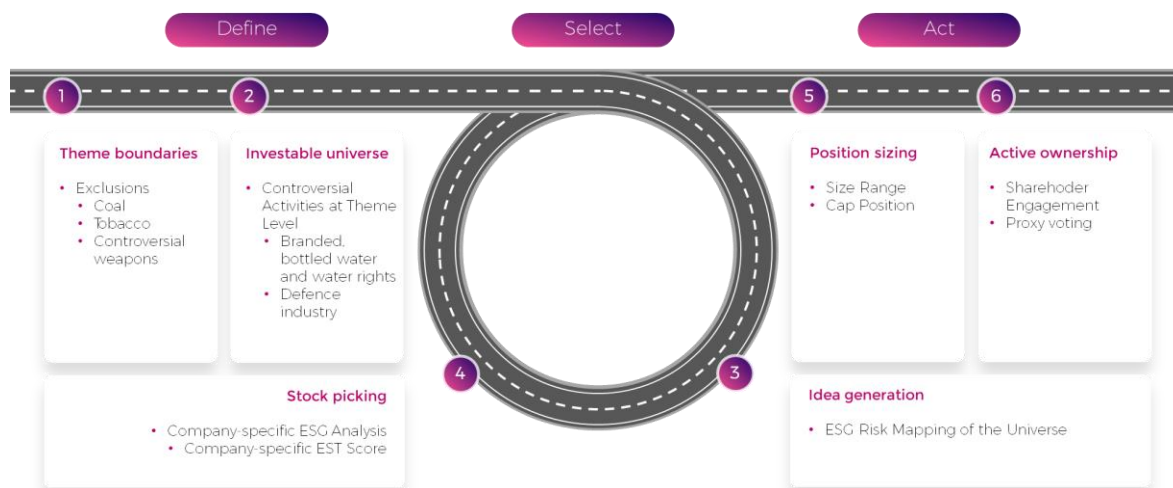 Define
Select
Act
1
2
5
6
Theme boundaries
• Exclusions
• Coal
• Tobacco
• Controversial
weapons
Investable universe
• Controversial
Activities at Theme
Level
• Branded,
bottled water
and water rights
• Defence
industry
Position sizing
• Size Range
• Cap Position
Active ownership
• Sharehoder
Engagement
• Proxy voting
4
3
Stock picking
• Company-specific ESG Analysis
• Company-specific EST Score
Idea generation
• ESG Risk Mapping of the Universe